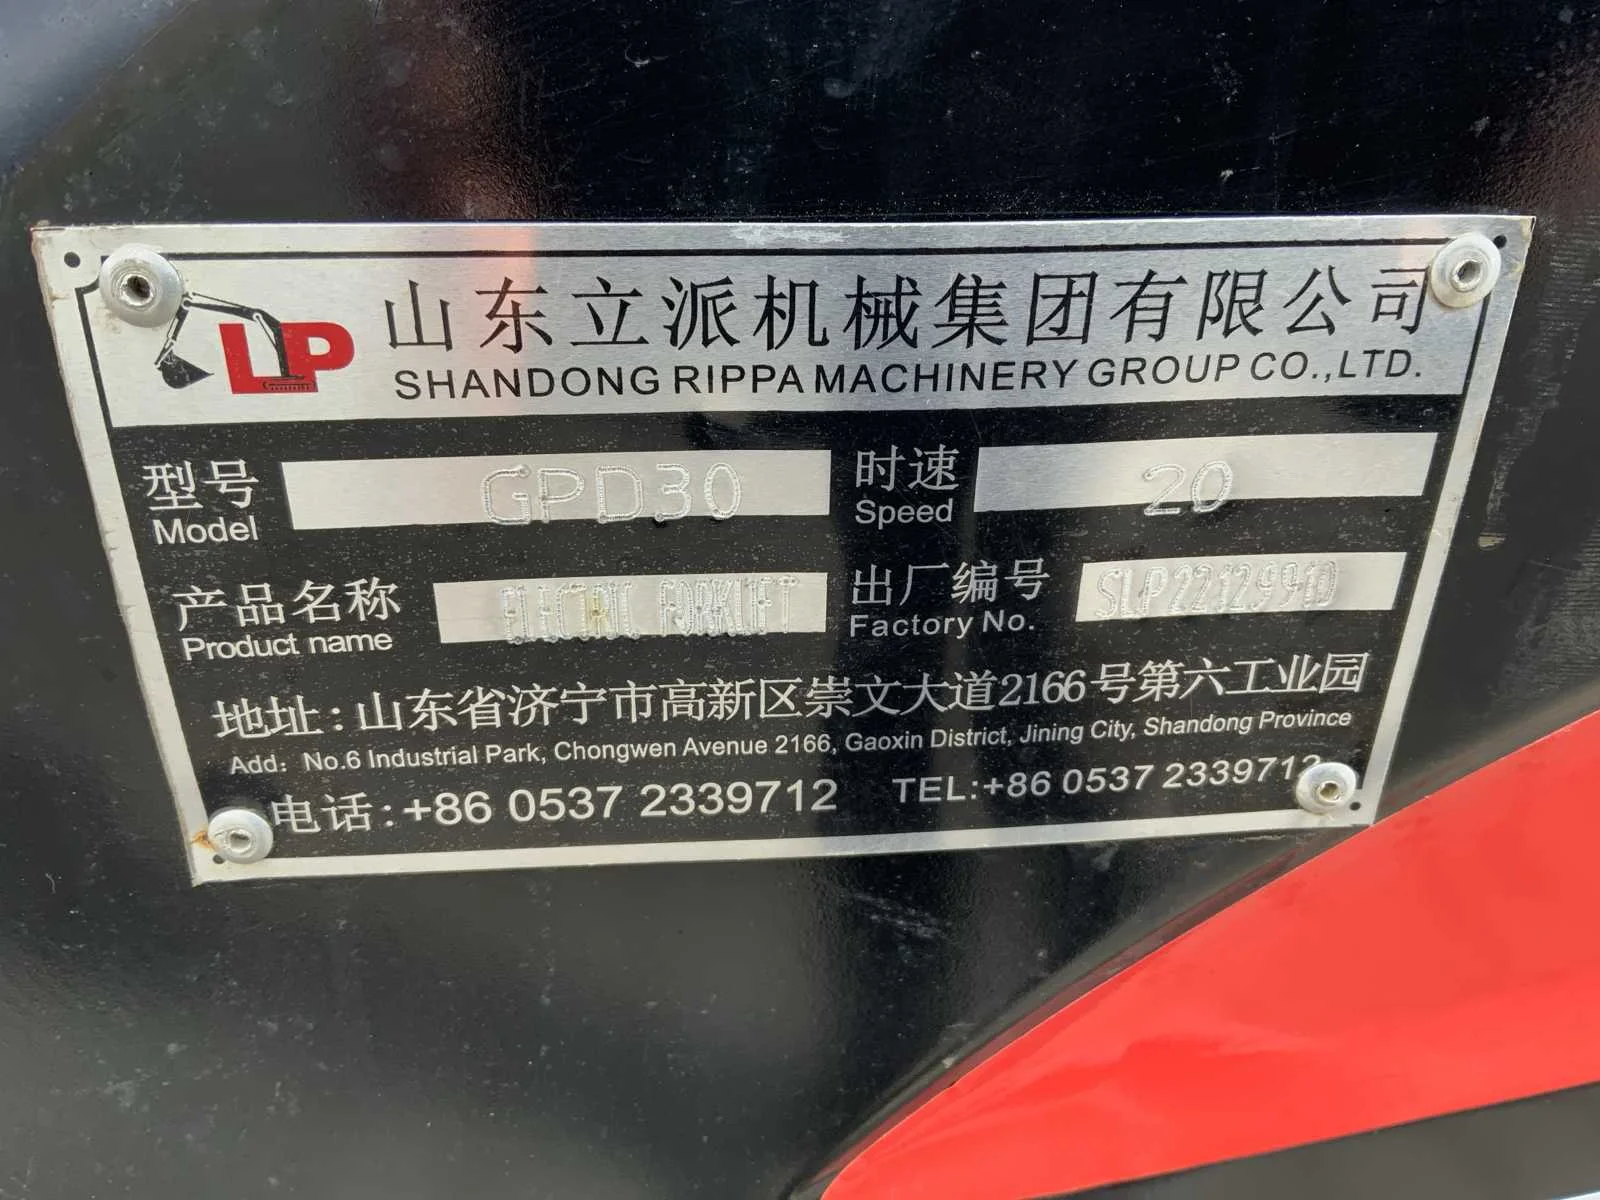 LP
山东立派机械集团有限公司
SHANDONG RIPPA MACHINERY GROUP CO.,LTD.
型号 GPD30 时速 20
Model Speed
产品名称 ELECTRIC FORKLIFT 出厂编号 SLP22129910
Product name Factory No.
地址:山东省济宁市高新区崇文大道2166号第六工业园
Add: No.6 Industrial Park, Chongwen Avenue 2166, Gaoxin District, Jining City, Shandong Province
电话:+86 0537 2339712 TEL:+86 0537 2339712